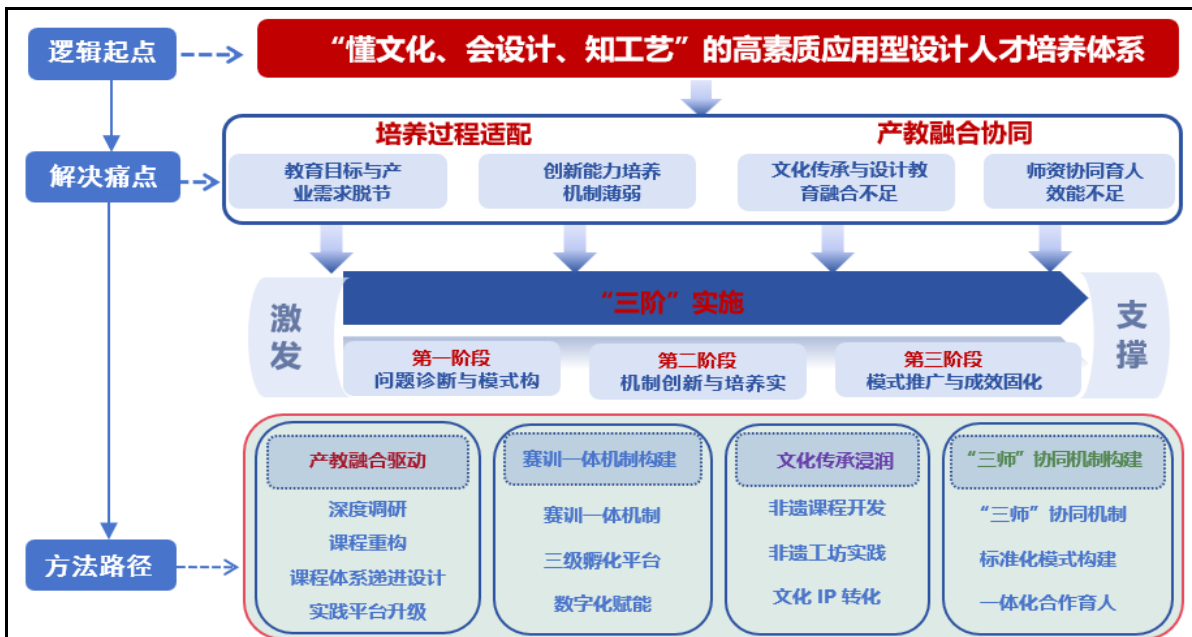 逻辑起点
“懂文化、会设计、知工艺”的高素质应用型设计人才培养体系
解决痛点
培养过程适配
产教融合协同
教育目标与产
业需求脱节
创新能力培养
机制薄弱
文化传承与设计教
育融合不足
师资协同育人
效能不足
激发
“三阶”实施
支撑
第一阶段
问题诊断与模式构
第二阶段
机制创新与培养实
第三阶段
模式推广与成效固化
方法路径
产教融合驱动
深度调研
课程重构
课程体系递进设计
实践平台升级
赛训一体机制构建
赛训一体机制
三级孵化平台
数字化赋能
文化传承浸润
非遗课程开发
非遗工坊实践
文化 IP 转化
“三师”协同机制构建
“三师”协同机制
标准化模式构建
一体化合作育人